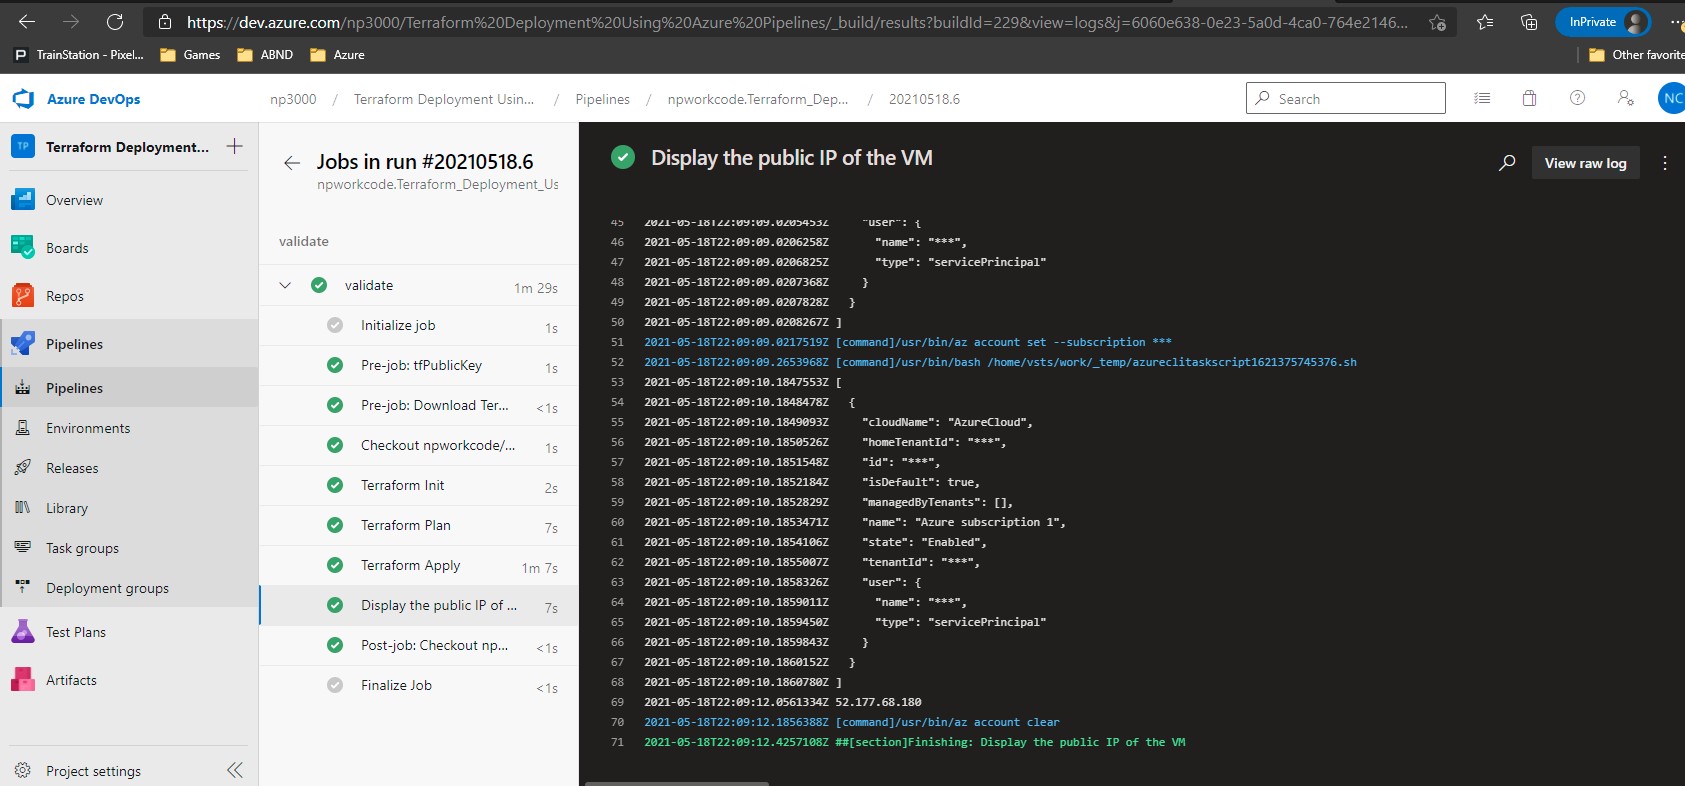 https://dev.azure.com/np3000/Terraform%20Deployment%20Using%20Azure%20Pipelines/_build/results?buildId=229&view=logs&j=6060e638-0e23-5a0d-4ca0-764e2146...
InPrivate
P TrainStation - Pixel...
Games
ABND
Azure
Other favorite
Azure DevOps
np3000 / Terraform Deployment Usin... / Pipelines / npworkcode.Terraform_Dep... / 20210518.6
Search
NC
TP Terraform Deployment...
Overview
Boards
Repos
Pipelines
Pipelines
Environments
Releases
Library
Task groups
Deployment groups
Test Plans
Artifacts
Project settings
Jobs in run #20210518.6
npworkcode.Terraform_Deployment_Us
validate
validate 1m 29s
Initialize job 1s
Pre-job: tfPublicKey 1s
Pre-job: Download Ter... <1s
Checkout npworkcode/... 1s
Terraform Init 2s
Terraform Plan 7s
Terraform Apply 1m 7s
Display the public IP of ... 7s
Post-job: Checkout np... <1s
Finalize Job <1s
Display the public IP of the VM
View raw log
45 2021-05-18T22:09:09.0205453Z "user": {
46 2021-05-18T22:09:09.0206258Z "name": "***",
47 2021-05-18T22:09:09.0206825Z "type": "servicePrincipal"
48 2021-05-18T22:09:09.0207368Z }
49 2021-05-18T22:09:09.0207828Z }
50 2021-05-18T22:09:09.0208267Z ]
51 2021-05-18T22:09:09.0217519Z [command]/usr/bin/az account set --subscription ***
52 2021-05-18T22:09:09.2653968Z [command]/usr/bin/bash /home/vsts/work/_temp/azureclitaskscript1621375745376.sh
53 2021-05-18T22:09:10.1847553Z [
54 2021-05-18T22:09:10.1848478Z {
55 2021-05-18T22:09:10.1849093Z "cloudName": "AzureCloud",
56 2021-05-18T22:09:10.1850526Z "homeTenantId": "***",
57 2021-05-18T22:09:10.1851548Z "id": "***",
58 2021-05-18T22:09:10.1852184Z "isDefault": true,
59 2021-05-18T22:09:10.1852829Z "managedByTenants": [],
60 2021-05-18T22:09:10.1853471Z "name": "Azure subscription 1",
61 2021-05-18T22:09:10.1854106Z "state": "Enabled",
62 2021-05-18T22:09:10.1855007Z "tenantId": "***",
63 2021-05-18T22:09:10.1858326Z "user": {
64 2021-05-18T22:09:10.1859011Z "name": "***",
65 2021-05-18T22:09:10.1859450Z "type": "servicePrincipal"
66 2021-05-18T22:09:10.1859843Z }
67 2021-05-18T22:09:10.1860152Z }
68 2021-05-18T22:09:10.1860780Z ]
69 2021-05-18T22:09:12.0561334Z 52.177.68.180
70 2021-05-18T22:09:12.1856388Z [command]/usr/bin/az account clear
71 2021-05-18T22:09:12.4257108Z ##[section]Finishing: Display the public IP of the VM